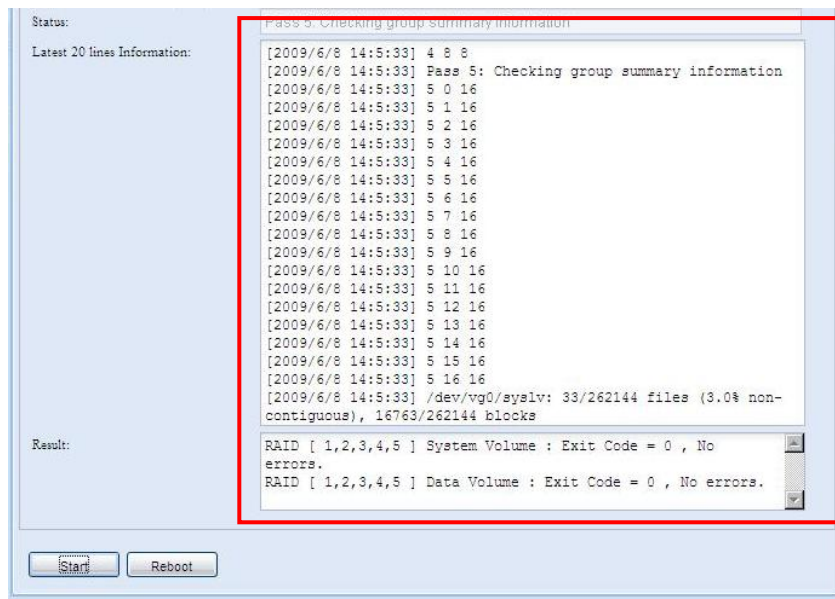 Status:
Pass 5: Checking group summary information
Latest 20 lines Information:
[2009/6/8 14:5:33] 4 8 8
[2009/6/8 14:5:33] Pass 5: Checking group summary information
[2009/6/8 14:5:33] 5 0 16
[2009/6/8 14:5:33] 5 1 16
[2009/6/8 14:5:33] 5 2 16
[2009/6/8 14:5:33] 5 3 16
[2009/6/8 14:5:33] 5 4 16
[2009/6/8 14:5:33] 5 5 16
[2009/6/8 14:5:33] 5 6 16
[2009/6/8 14:5:33] 5 7 16
[2009/6/8 14:5:33] 5 8 16
[2009/6/8 14:5:33] 5 9 16
[2009/6/8 14:5:33] 5 10 16
[2009/6/8 14:5:33] 5 11 16
[2009/6/8 14:5:33] 5 12 16
[2009/6/8 14:5:33] 5 13 16
[2009/6/8 14:5:33] 5 14 16
[2009/6/8 14:5:33] 5 15 16
[2009/6/8 14:5:33] 5 16 16
[2009/6/8 14:5:33] /dev/vg0/syslv: 33/262144 files (3.0% non-
contiguous), 16763/262144 blocks
Result:
RAID [ 1,2,3,4,5 ] System Volume : Exit Code = 0 , No
errors.
RAID [ 1,2,3,4,5 ] Data Volume : Exit Code = 0 , No errors.
Start
Reboot